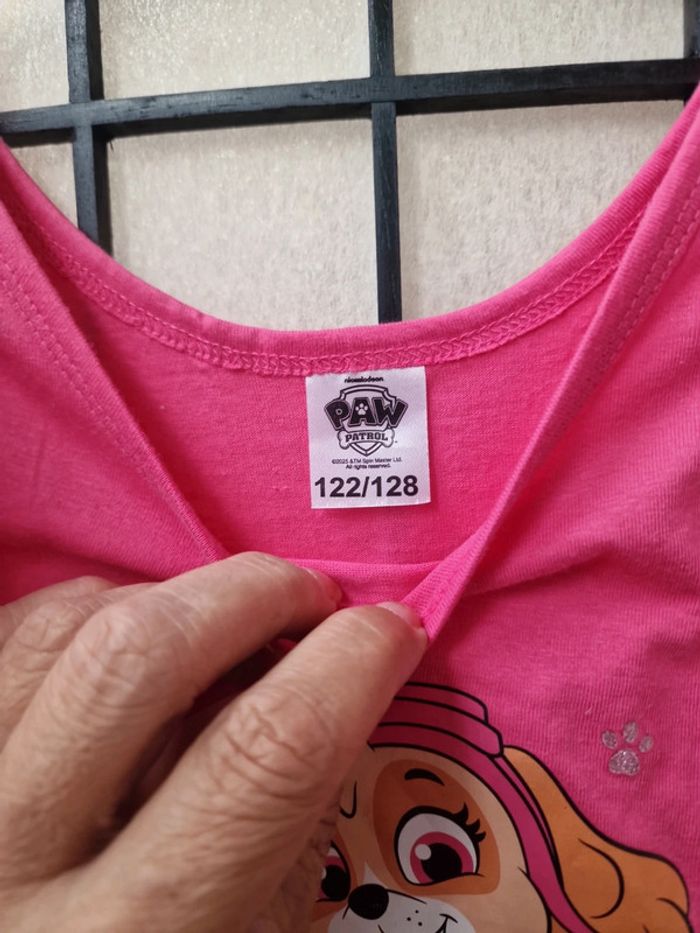 nickelodeon
PAW
PATROL
©2025 &TM Spin Master Ltd.
All rights reserved.
122/128